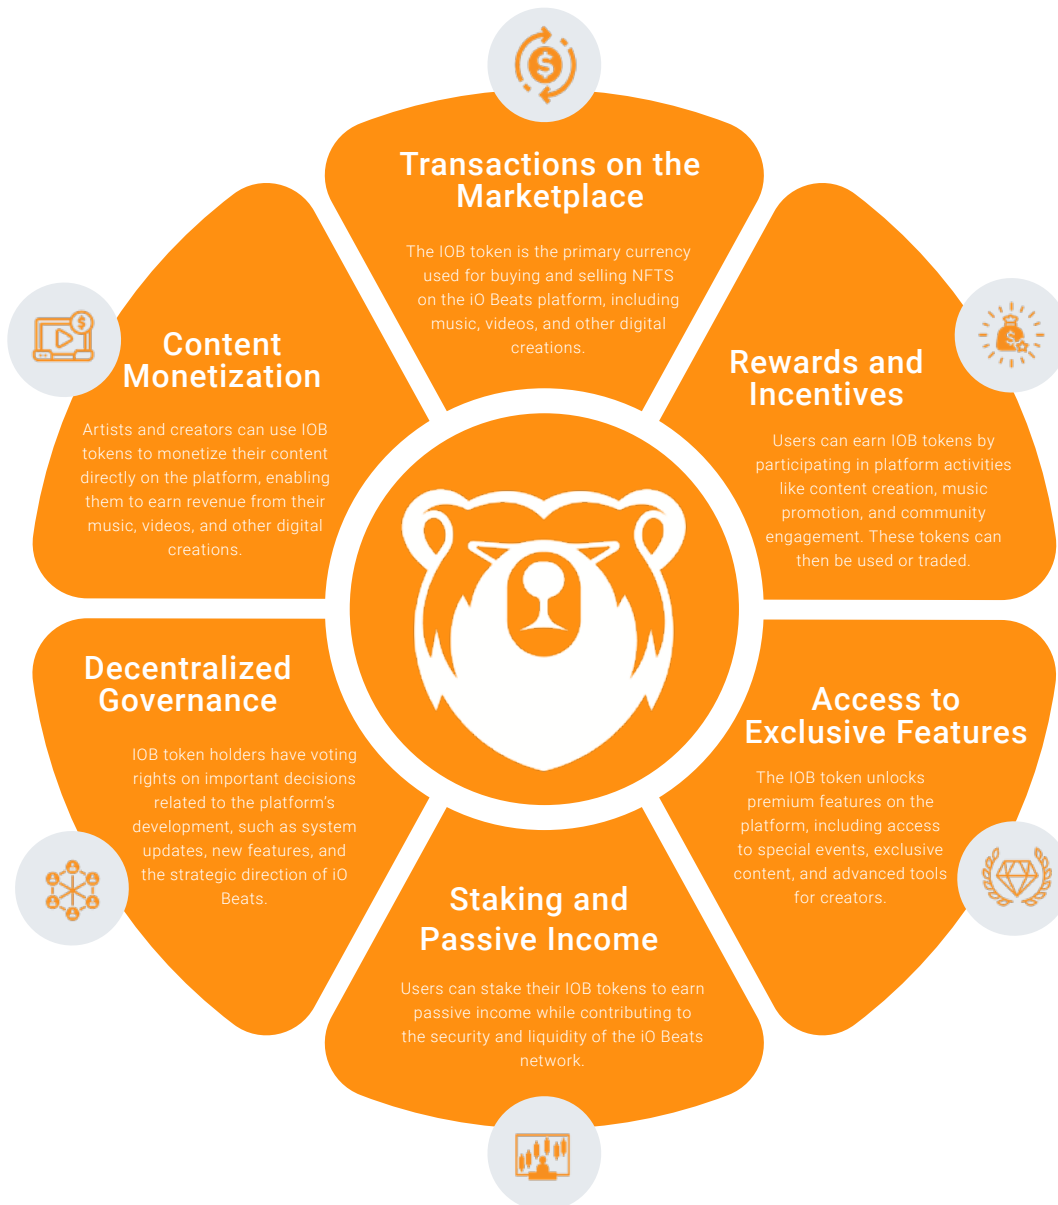 Transactions on the
Marketplace
The IOB token is the primary currency
used for buying and selling NFTS
on the iO Beats platform, including
music, videos, and other digital
creations.
Rewards and
Incentives
Users can earn IOB tokens by
participating in platform activities
like content creation, music
promotion, and community
engagement. These tokens can
then be used or traded.
Access to
Exclusive Features
The IOB token unlocks
premium features on the
platform, including access
to special events, exclusive
content, and advanced tools
for creators.
Staking and
Passive Income
Users can stake their IOB tokens to earn
passive income while contributing to
the security and liquidity of the iO Beats
network.
Decentralized
Governance
IOB token holders have voting
rights on important decisions
related to the platform's
development, such as system
updates, new features, and
the strategic direction of iO
Beats.
Content
Monetization
Artists and creators can use IOB
tokens to monetize their content
directly on the platform, enabling
them to earn revenue from their
music, videos, and other digital
creations.